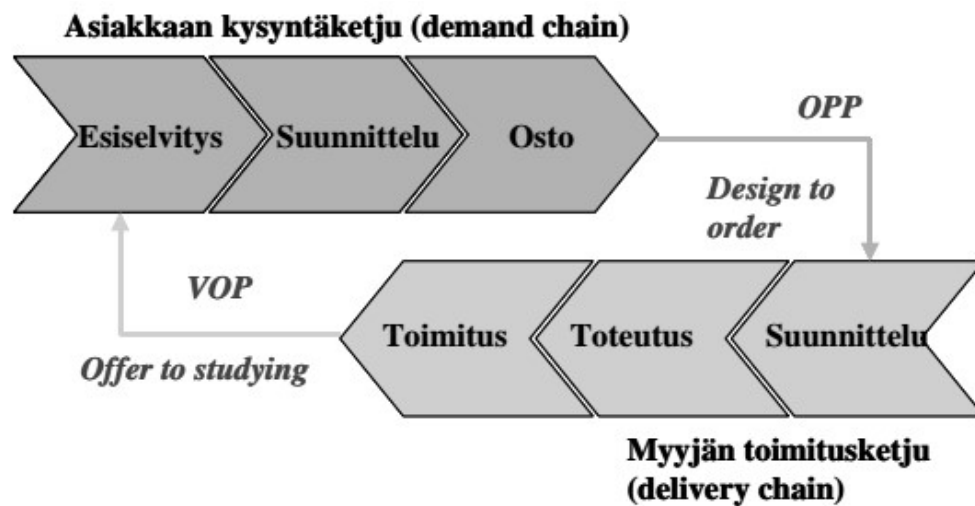 Asiakkaan kysyntäketju (demand chain)
Esiselvitys
Suunnittelu
Osto
OPP
Design to
order
VOP
Offer to studying
Toimitus
Toteutus
Suunnittelu
Myyjän toimitusketju
(delivery chain)